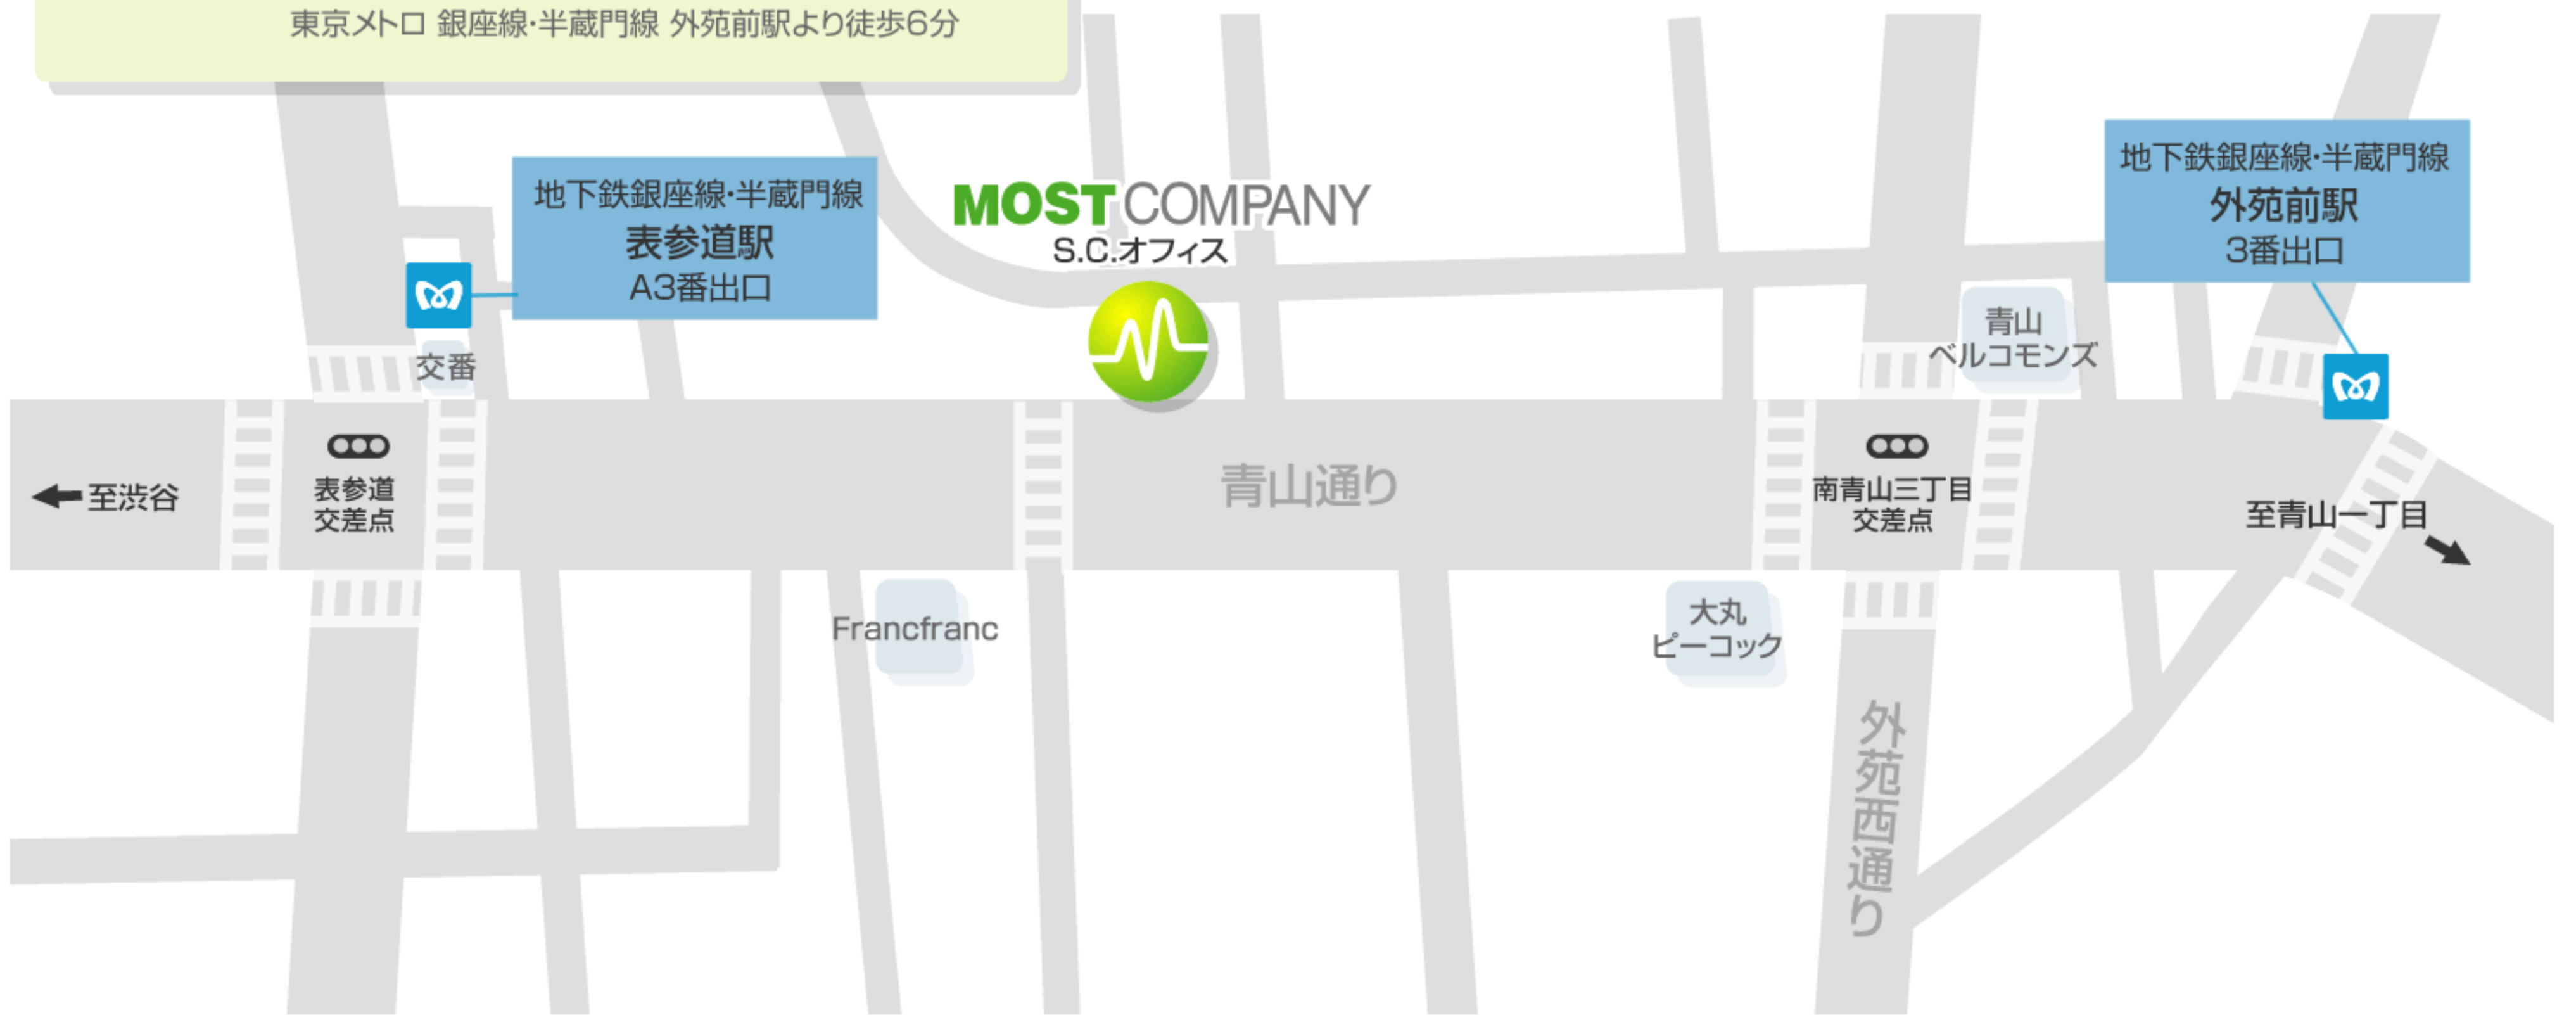 東京メトロ 銀座線・半蔵門線 外苑前駅より徒歩6分
地下鉄銀座線・半蔵門線
表参道駅
A3番出口
MOST COMPANY
S.C.オフィス
地下鉄銀座線・半蔵門線
外苑前駅
3番出口
交番
青山
ベルコモンズ
至渋谷
表参道
交差点
青山通り
南青山三丁目
交差点
至青山一丁目
Francfranc
大丸
ピーコック
外苑西通り